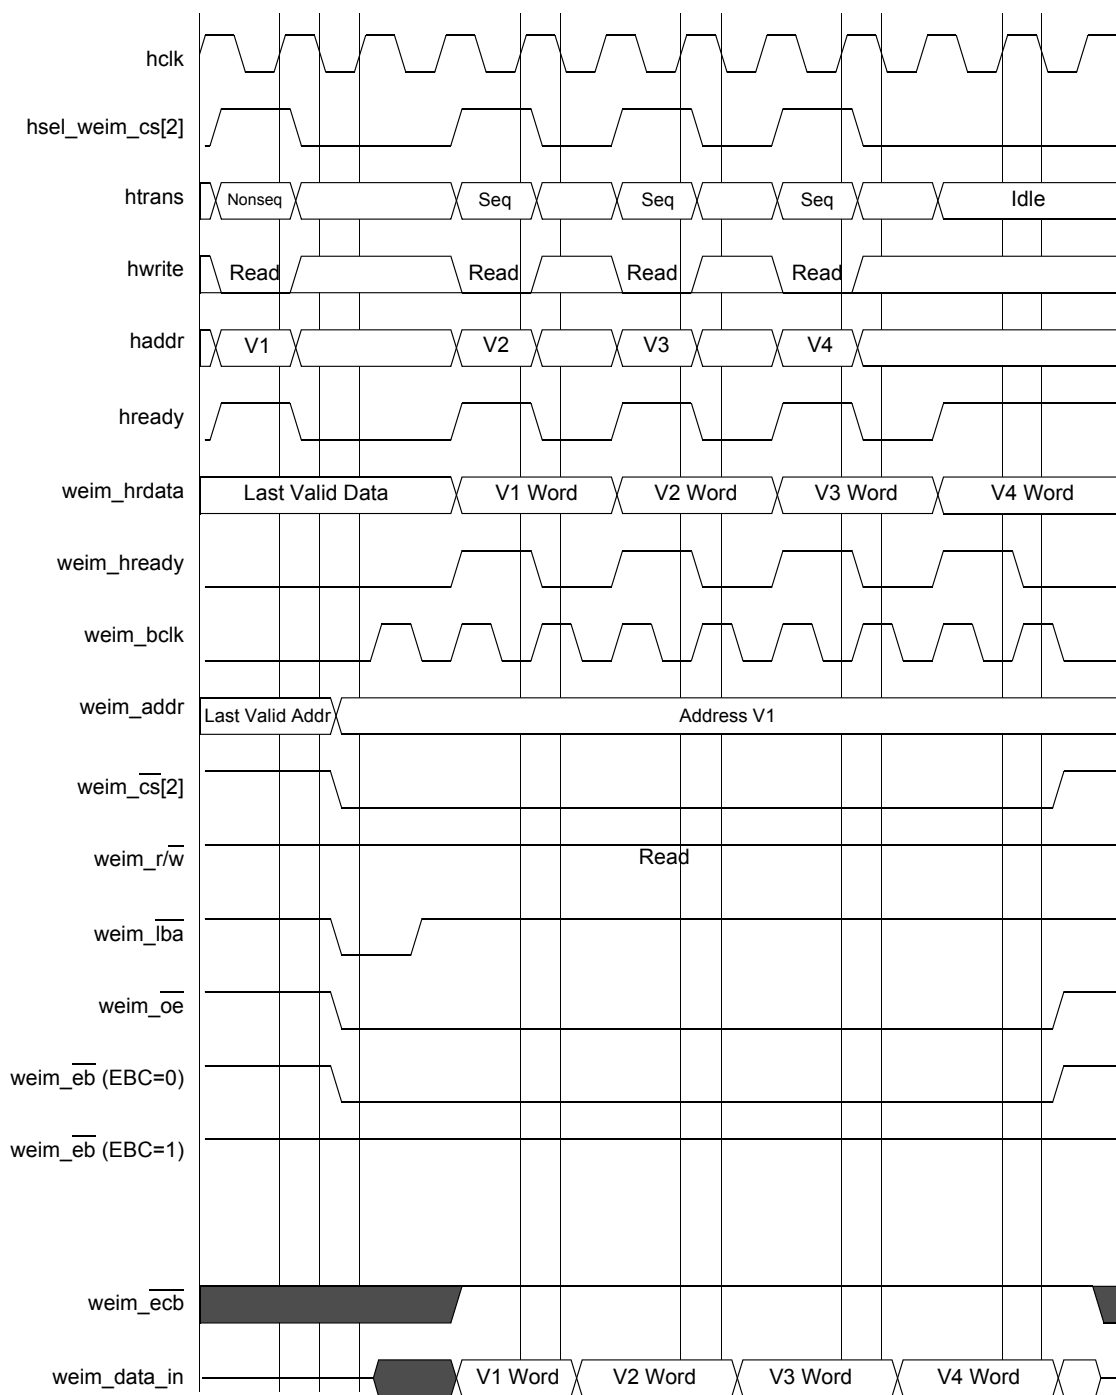 hclk
hsel_weim_cs[2]
htrans Nonseq Seq Seq Seq Idle
hwrite Read Read Read Read
haddr V1 V2 V3 V4
hready
weim_hrdata Last Valid Data V1 Word V2 Word V3 Word V4 Word
weim_hready
weim_bclk
weim_addr Last Valid Addr Address V1
weim_cs[2]
weim_r/w Read
weim_lba
weim_oe
weim_eb (EBC=0)
weim_eb (EBC=1)
weim_ecb
weim_data_in V1 Word V2 Word V3 Word V4 Word